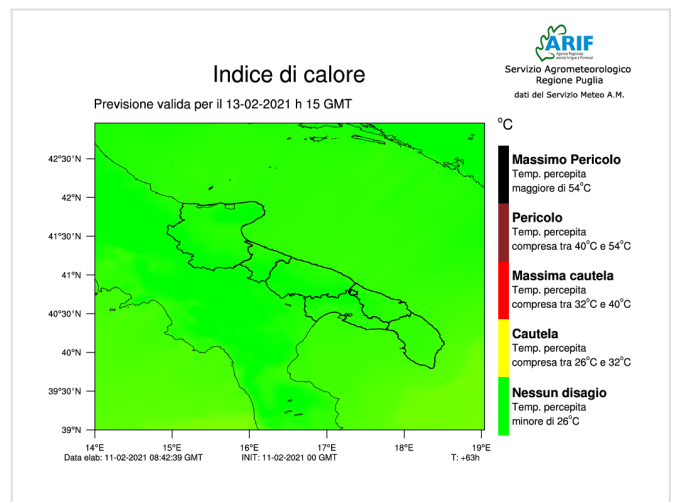 ARIF
Servizio Agrometeorologico
Regione Puglia
dati del Servizio Meteo A.M.
Indice di calore
Previsione valida per il 13-02-2021 h 15 GMT
°C
42°30'N
42°N
41°30'N
41°N
40°30'N
40°N
39°30'N
39°N
14°E 15°E 16°E 17°E 18°E 19°E
Massimo Pericolo
Temp. percepita
maggiore di 54°C
Pericolo
Temp. percepita
compresa tra 40°C e 54°C
Massima cautela
Temp. percepita
compresa tra 32°C e 40°C
Cautela
Temp. percepita
compresa tra 26°C e 32°C
Nessun disagio
Temp. percepita
minore di 26°C
Data elab: 11-02-2021 08:42:39 GMT INIT: 11-02-2021 00 GMT T: +63h